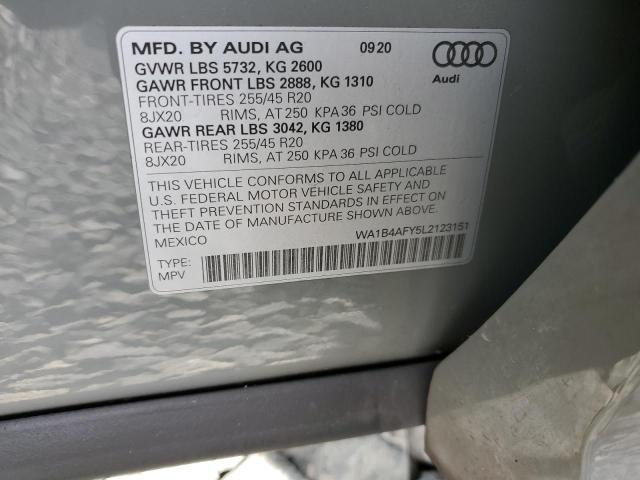 MFD. BY AUDI AG 09 20
GVWR LBS 5732, KG 2600
GAWR FRONT LBS 2888, KG 1310
FRONT-TIRES 255/45 R20
8JX20 RIMS, AT 250 KPA 36 PSI COLD
GAWR REAR LBS 3042, KG 1380
REAR-TIRES 255/45 R20
8JX20 RIMS, AT 250 KPA 36 PSI COLD
Audi
THIS VEHICLE CONFORMS TO ALL APPLICABLE
U.S. FEDERAL MOTOR VEHICLE SAFETY AND
THEFT PREVENTION STANDARDS IN EFFECT ON
THE DATE OF MANUFACTURE SHOWN ABOVE.
MEXICO WA1B4AFY5L2123151
TYPE:
MPV